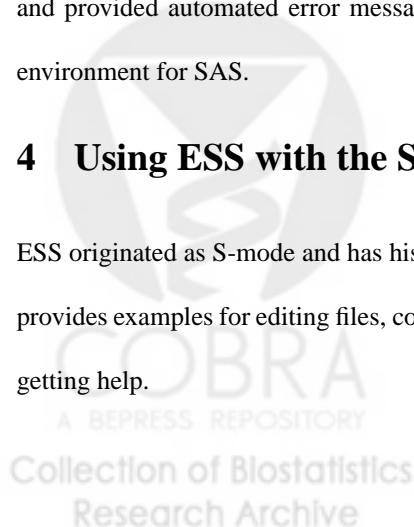 and provided automated error messa
environment for SAS.
4 Using ESS with the S
ESS originated as S-mode and has his
provides examples for editing files, co
getting help.
COBRA
A BEPRESS REPOSITORY
Collection of Biostatistics
Research Archive